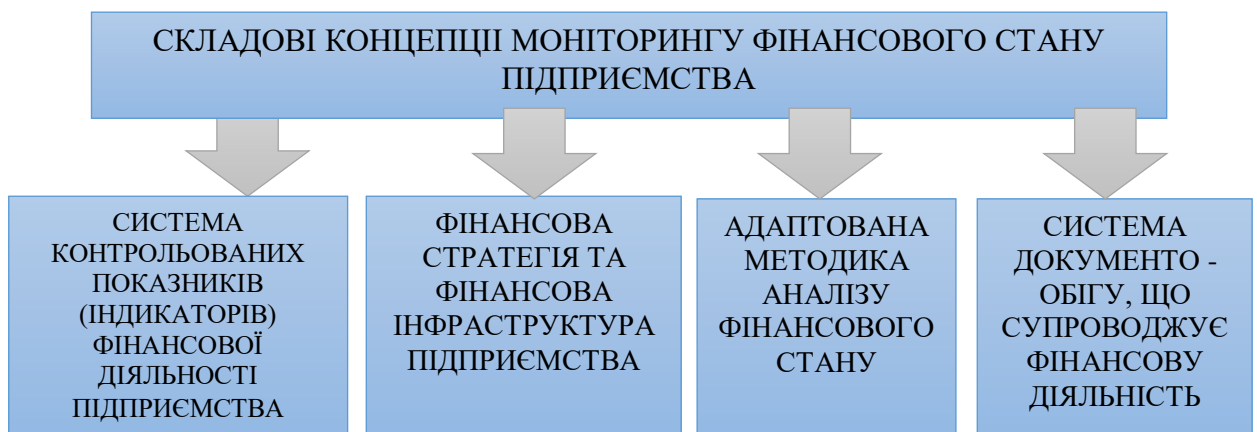 СКЛАДОВІ КОНЦЕПЦІІ МОНІТОРИНГУ ФІНАНСОВОГО СТАНУ
ПІДПРИЄМСТВА
СИСТЕМА
КОНТРОЛЬОВАНИХ
ПОКАЗНИКІВ
(ІНДИКАТОРІВ)
ФІНАНСОВОЇ
ДІЯЛЬНОСТІ
ПІДПРИЄМСТВА
ФІНАНСОВА
СТРАТЕГІЯ ТА
ФІНАНСОВА
ІНФРАСТРУКТУРА
ПІДПРИЄМСТВА
АДАПТОВАНА
МЕТОДИКА
АНАЛІЗУ
ФІНАНСОВОГО
СТАНУ
СИСТЕМА
ДОКУМЕНТО -
ОБІГУ, ЩО
СУПРОВОДЖУЄ
ФІНАНСОВУ
ДІЯЛЬНІСТЬ